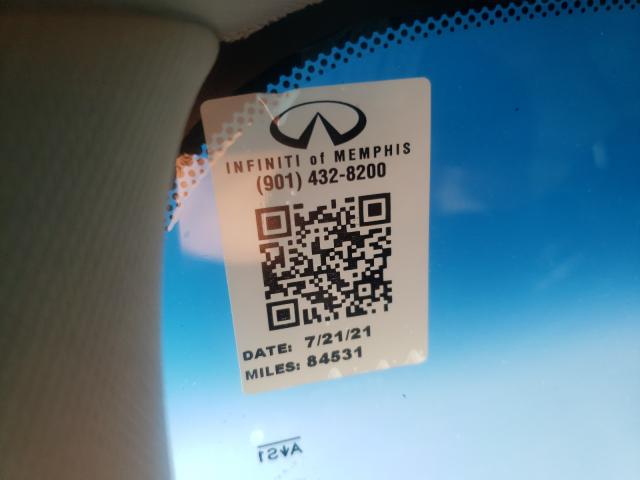 INFINITI of MEMPHIS
(901) 432-8200
DATE: 7/21/21
MILES: 84531
AS1